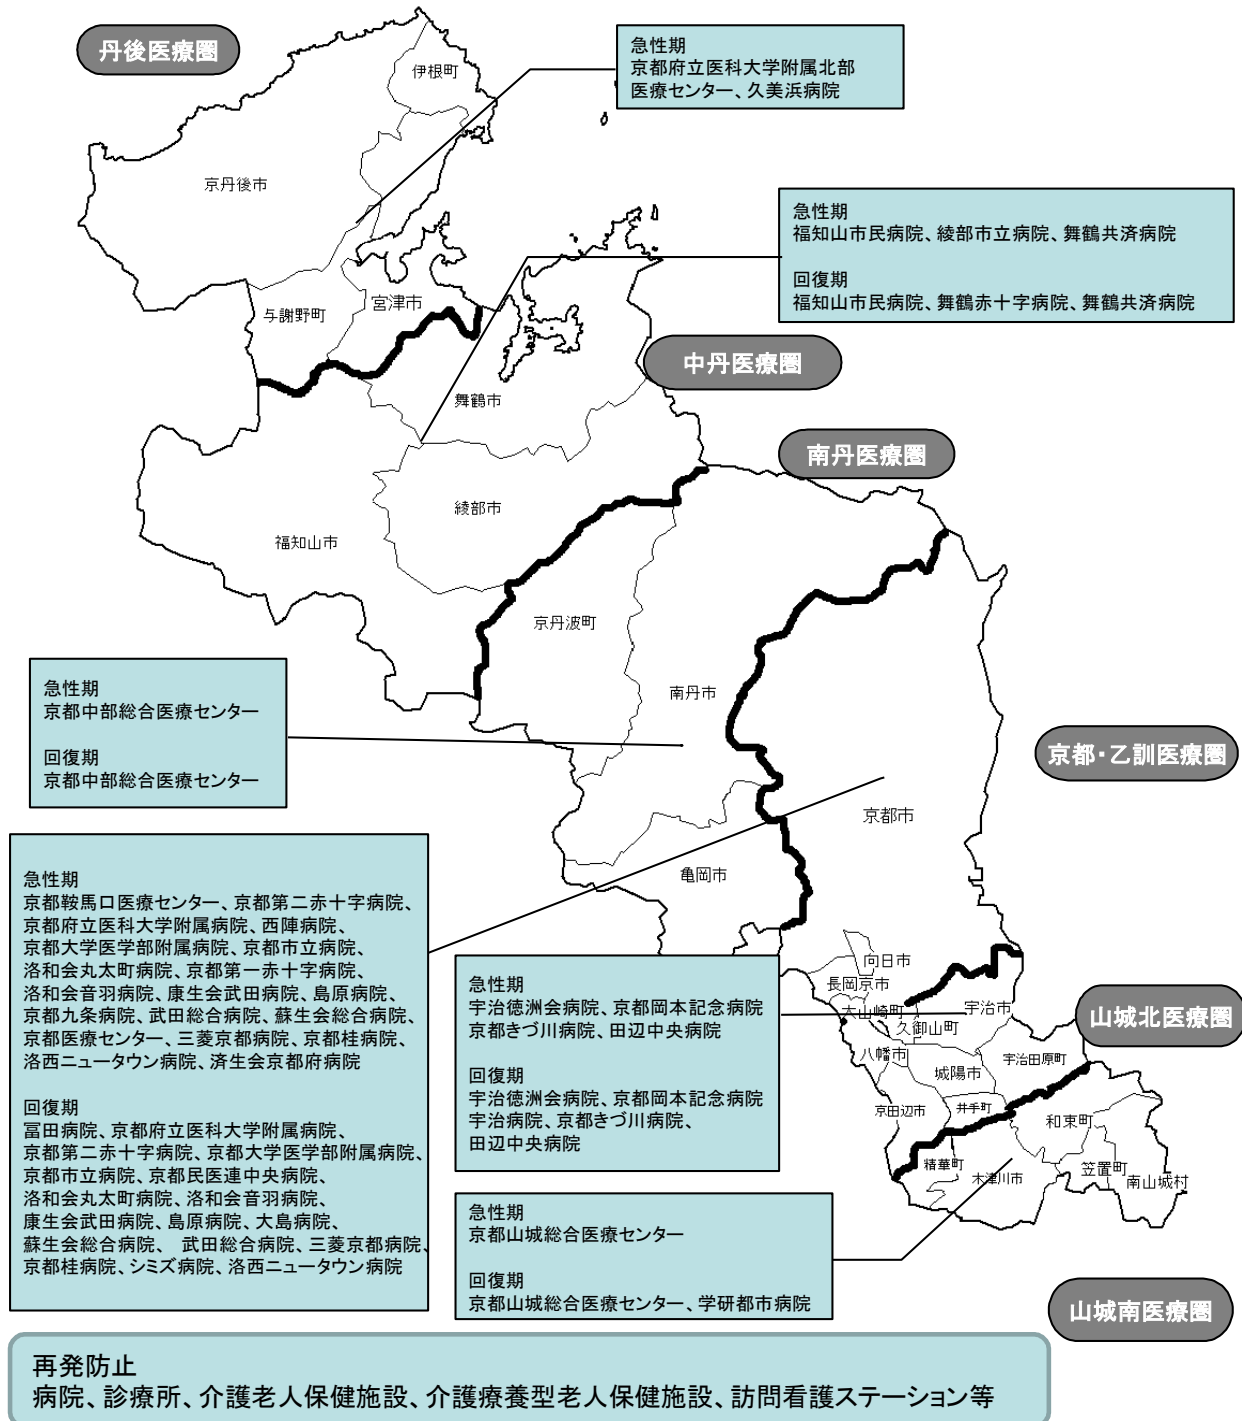 丹後医療圏
急性期
京都府立医科大学附属北部
医療センター、久美浜病院
伊根町
京丹後市
急性期
福知山市民病院、綾部市立病院、舞鶴共済病院
回復期
福知山市民病院、舞鶴赤十字病院、舞鶴共済病院
宮津市
与謝野町
中丹医療圏
舞鶴市
南丹医療圏
綾部市
福知山市
京丹波町
急性期
京都中部総合医療センター
回復期
京都中部総合医療センター
南丹市
京都・乙訓医療圏
京都市
亀岡市
急性期
京都鞍馬口医療センター、京都第二赤十字病院、
京都府立医科大学附属病院、西陣病院、
京都大学医学部附属病院、京都市立病院、
洛和会丸太町病院、京都第一赤十字病院、
洛和会音羽病院、康生会武田病院、島原病院、
京都九条病院、武田総合病院、蘇生会総合病院、
京都医療センター、三菱京都病院、京都桂病院、
洛西ニュータウン病院、済生会京都府病院
回復期
冨田病院、京都府立医科大学附属病院、
京都第二赤十字病院、京都大学医学部附属病院、
京都市立病院、京都民医連中央病院、
洛和会丸太町病院、洛和会音羽病院、
康生会武田病院、島原病院、大島病院、
蘇生会総合病院、 武田総合病院、三菱京都病院、
京都桂病院、シミズ病院、洛西ニュータウン病院
向日市
長岡京市
大山崎町
宇治市
久御山町
八幡市
宇治田原町
城陽市
京田辺市
井手町
和束町
精華町
木津川市
笠置町
南山城村
急性期
宇治徳洲会病院、京都岡本記念病院
京都きづ川病院、田辺中央病院
回復期
宇治徳洲会病院、京都岡本記念病院
宇治病院、京都きづ川病院、
田辺中央病院
山城北医療圏
急性期
京都山城総合医療センター
回復期
京都山城総合医療センター、学研都市病院
山城南医療圏
再発防止
病院、診療所、介護老人保健施設、介護療養型老人保健施設、訪問看護ステーション等